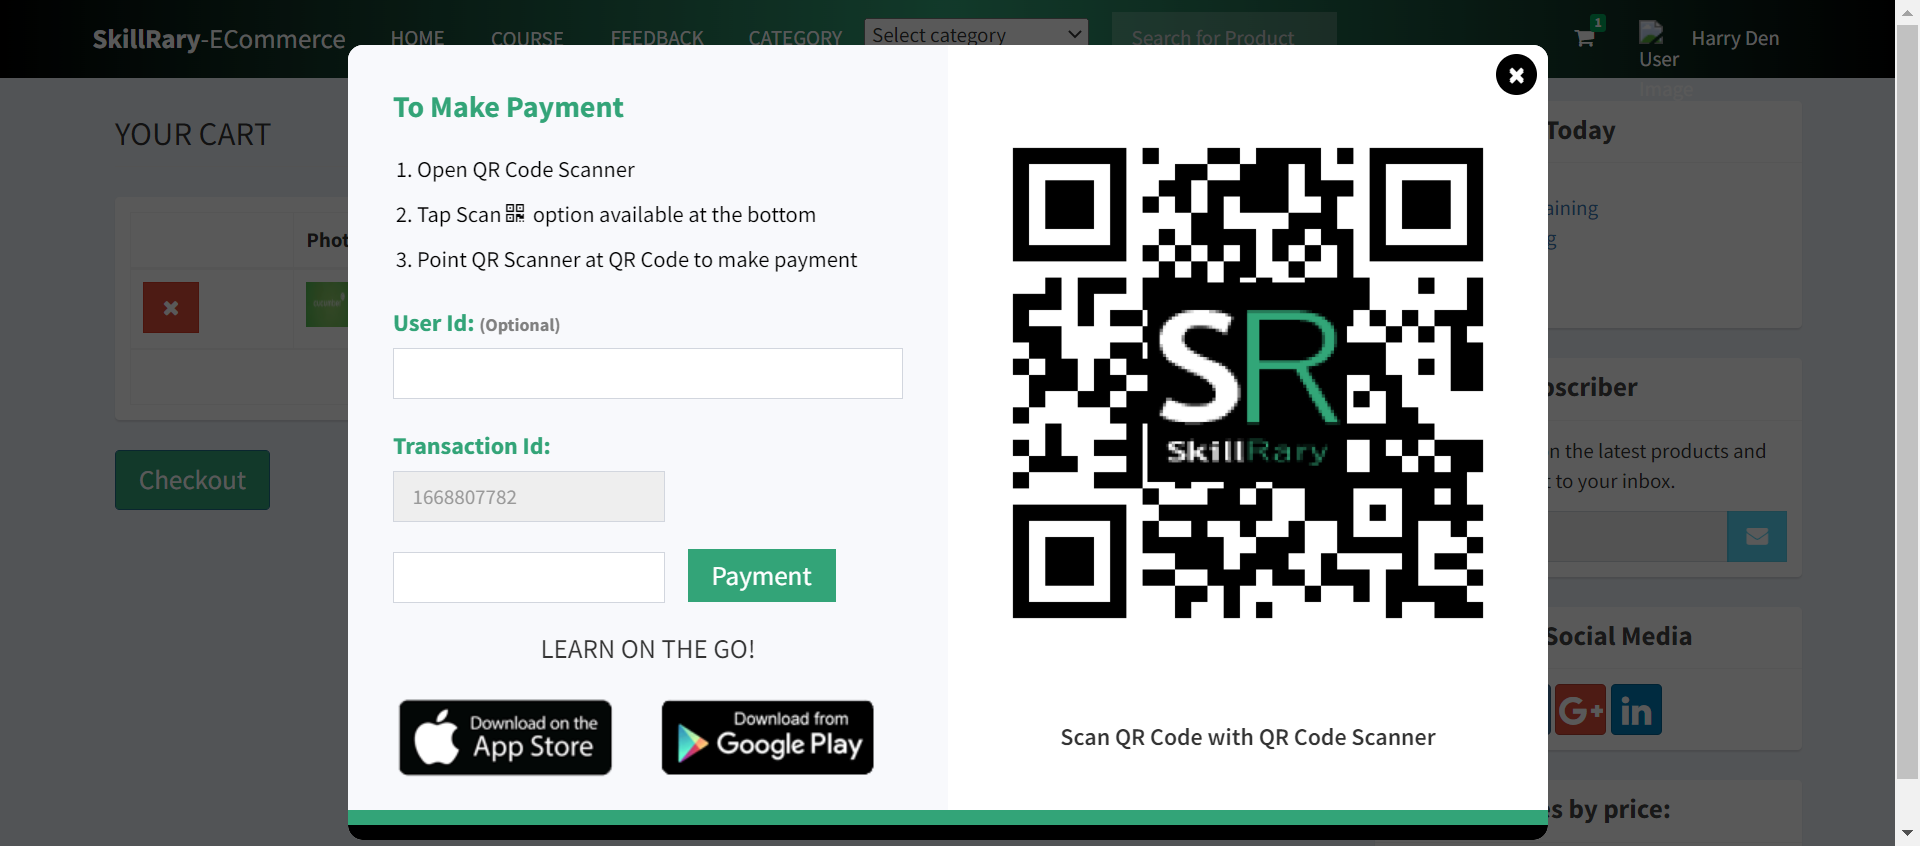 SkillRary-ECommerce
HOME
COURSE
FEEDBACK
CATEGORY
Select category
Search for Product
1
User
Image
Harry Den
YOUR CART
Phot
Checkout
To Make Payment
1. Open QR Code Scanner
2. Tap Scan option available at the bottom
3. Point QR Scanner at QR Code to make payment
User Id: (Optional)
Transaction Id:
1668807782
Payment
LEARN ON THE GO!
Download on the
App Store
Download from
Google Play
SR
SkillRary
Scan QR Code with QR Code Scanner
Today
aining
g
bscriber
n the latest products and
t to your inbox.
Social Media
G+
in
s by price: